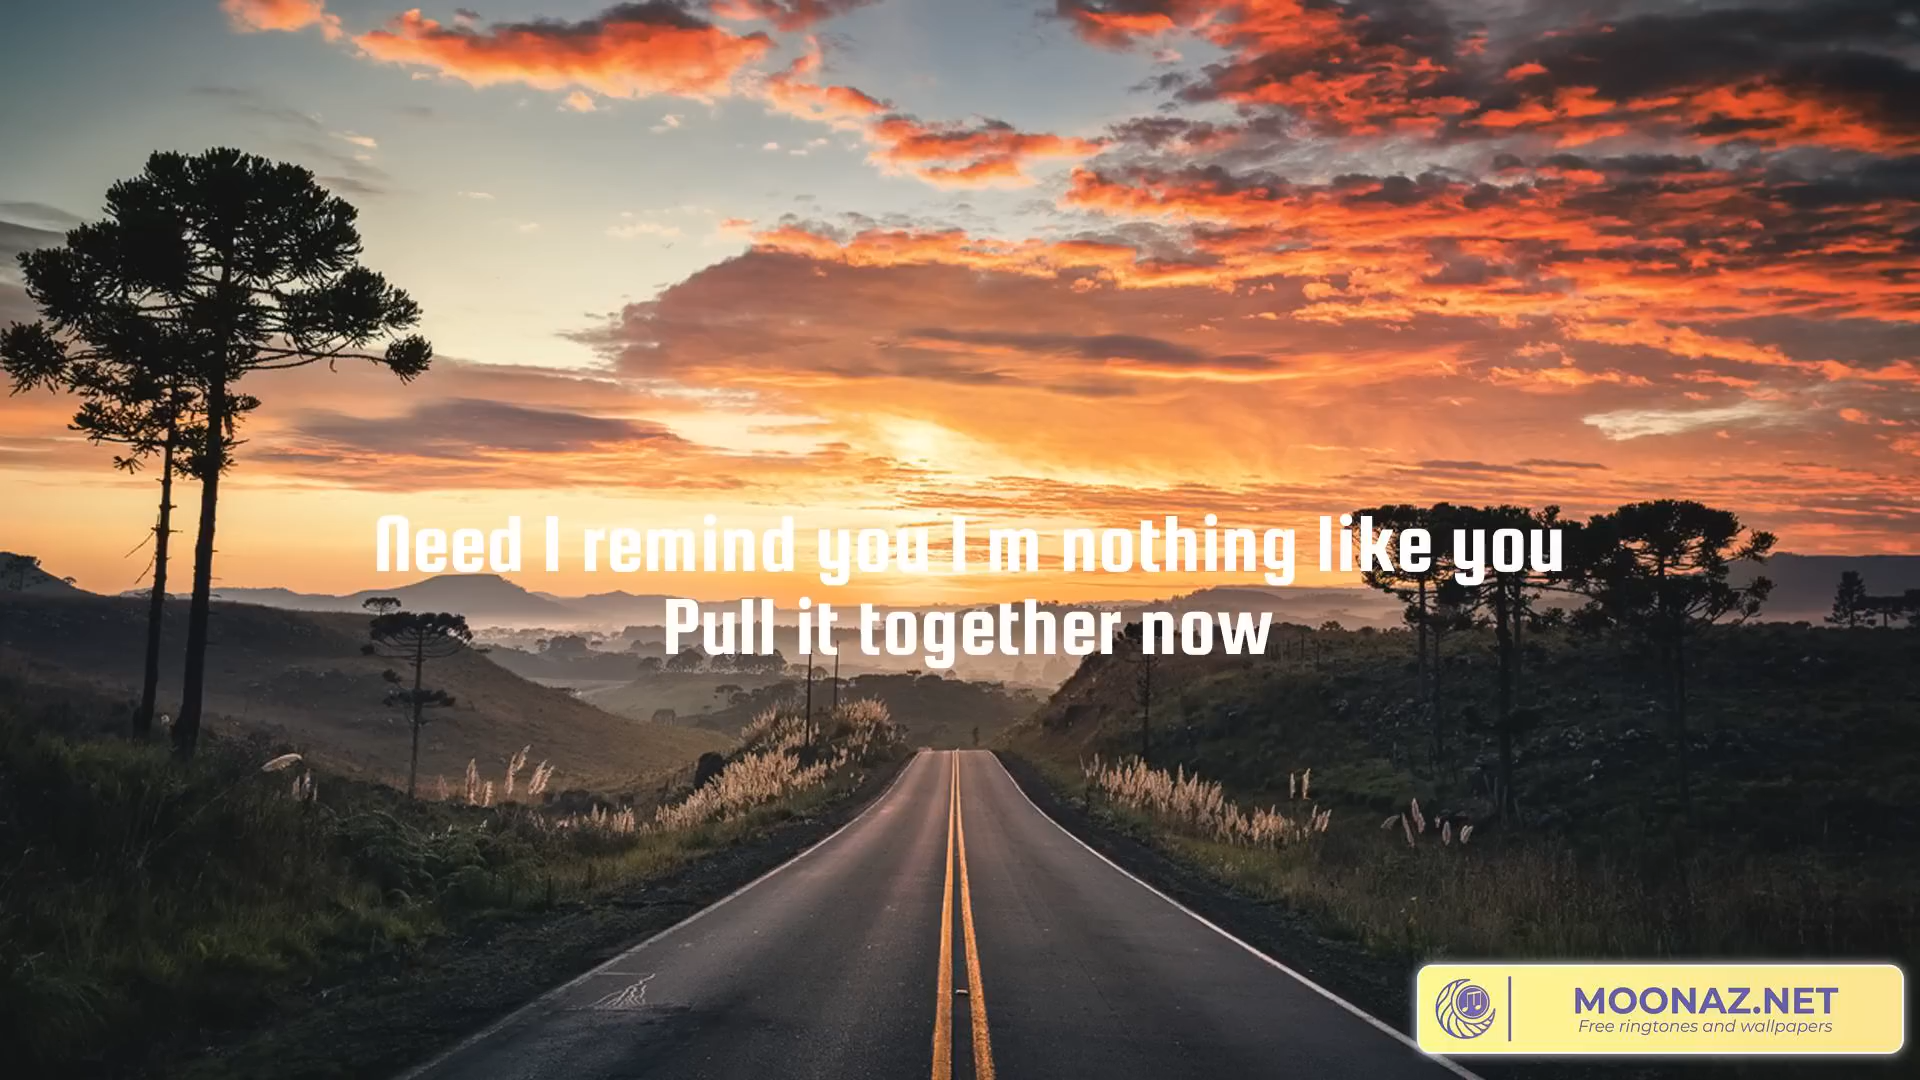 Need I remind you I m nothing like you
Pull it together now
MOONAZ.NET
Free ringtones and wallpapers